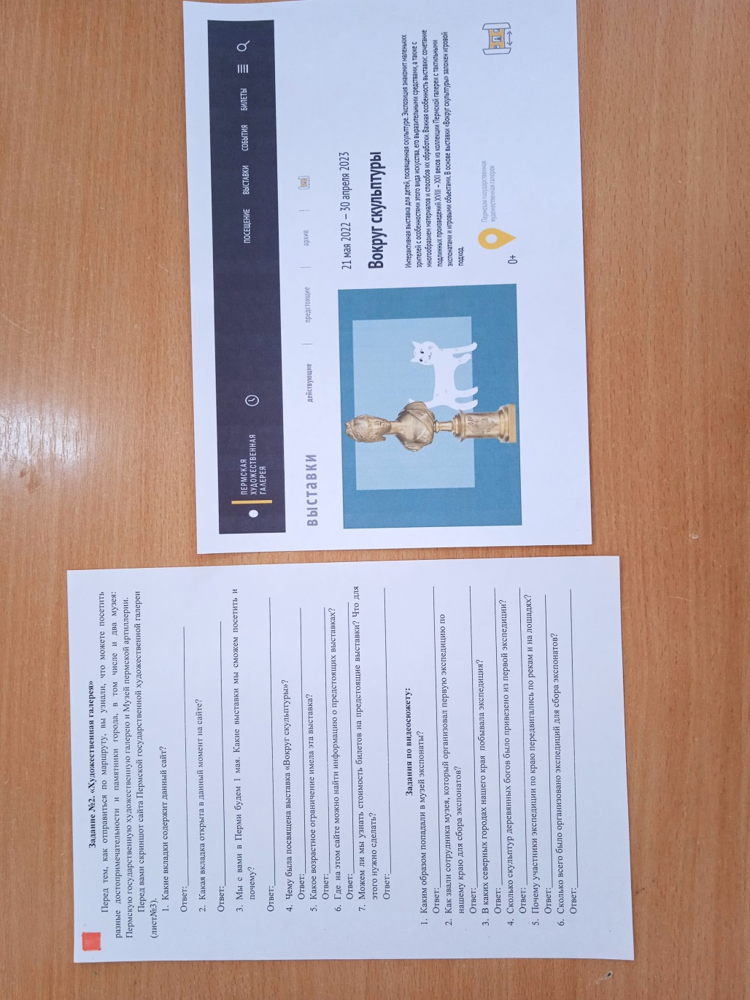 Задание №2. «Художественная галерея»
Перед тем, как отправиться по маршруту, вы узнали, что можете посетить
разные достопримечательности и памятники города, в том числе и два музея:
Пермскую государственную художественную галерею и Музей пермской артиллерии.
Перед вами скриншот сайта Пермской государственной художественной галереи
(лист№3).
1. Какие вкладки содержит данный сайт?
Ответ:
2. Какая вкладка открыта в данный момент на сайте?
Ответ:
3. Мы с вами в Перми будем 1 мая. Какие выставки мы сможем посетить и
почему?
Ответ:
4. Чему была посвящена выставка «Вокруг скульптуры»?
Ответ:
5. Какое возрастное ограничение имела эта выставка?
Ответ:
6. Где на этом сайте можно найти информацию о предстоящих выставках?
Ответ:
7. Можем ли мы узнать стоимость билетов на предстоящие выставки? Что для
этого нужно сделать?
Ответ:
Задания по видеосюжету:
1. Каким образом попадали в музей экспонаты?
Ответ:
2. Как звали сотрудника музея, который организовал первую экспедицию по
нашему краю для сбора экспонатов?
Ответ:
3. В каких северных городах нашего края побывала экспедиция?
Ответ:
4. Сколько скульптур деревянных богов было привезено из первой экспедиции?
Ответ:
5. Почему участники экспедиции по краю передвигались по рекам и на лошадях?
Ответ:
6. Сколько всего было организовано экспедиций для сбора экспонатов?
Ответ:
ПЕРМСКАЯ
ХУДОЖЕСТВЕННАЯ
ГАЛЕРЕЯ
ПОСЕЩЕНИЕ ВЫСТАВКИ СОБЫТИЯ БИЛЕТЫ
ВЫСТАВКИ
действующие | предстоящие | архив |
21 мая 2022 – 30 апреля 2023
Вокруг скульптуры
Интерактивная выставка для детей, посвященная скульптуре. Экспозиция знакомит маленьких
зрителей с особенностями этого вида искусства, его выразительными средствами, а также с
многообразием материалов и способов их обработки. Важная особенность выставки: сочетание
подлинных произведений XVIII – XXI веков из коллекции Пермской галереи с тактильными
экспонатами и игровыми объектами. В основе выставки «Вокруг скульптуры» заложен игровой
подход.
Пермская государственная
художественная галерея
0+